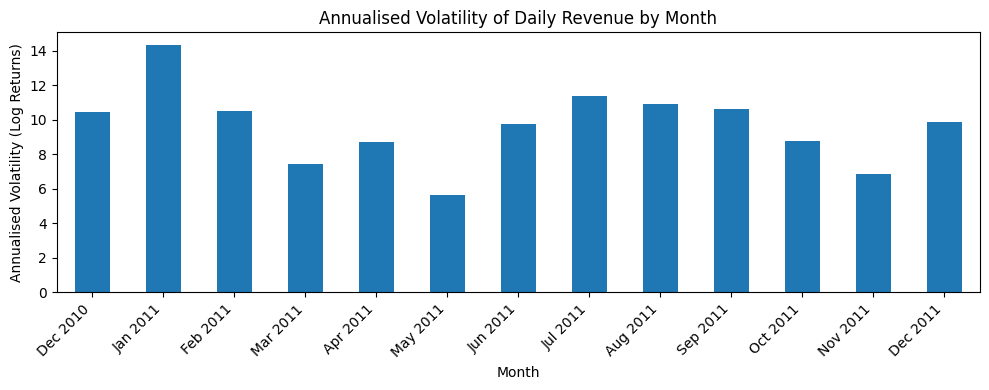 Annualised Volatility of Daily Revenue by Month
Annualised Volatility (Log Returns)
14
12
10
8
6
4
2
0
Dec 2010
Jan 2011
Feb 2011
Mar 2011
Apr 2011
May 2011
Jun 2011
Jul 2011
Aug 2011
Sep 2011
Oct 2011
Nov 2011
Dec 2011
Month